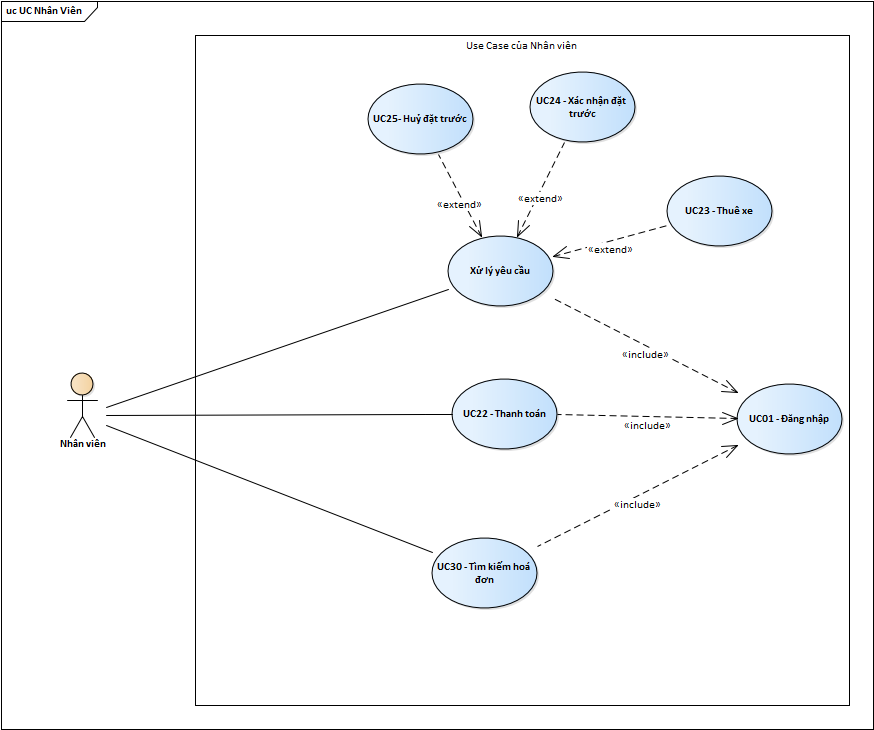 uc UC Nhân Viên
Use Case của Nhân viên
UC25- Huỷ đặt trước
UC24 - Xác nhận đặt
trước
«extend»
«extend»
UC23 - Thuê xe
«extend»
Xử lý yêu cầu
«include»
Nhân viên
UC22 - Thanh toán
«include»
UC01 - Đăng nhập
«include»
UC30 - Tìm kiếm hoá
đơn